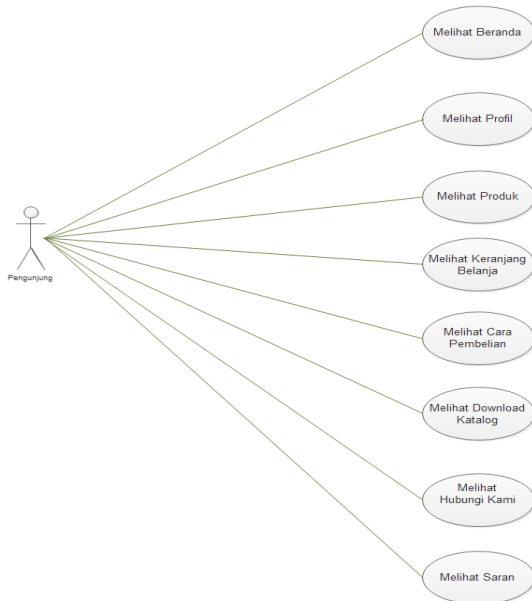 Melihat Beranda
Melihat Profil
Melihat Produk
Pengunjung
Melihat Keranjang
Belanja
Melihat Cara
Pembelian
Melihat Download
Katalog
Melihat
Hubungi Kami
Melihat Saran